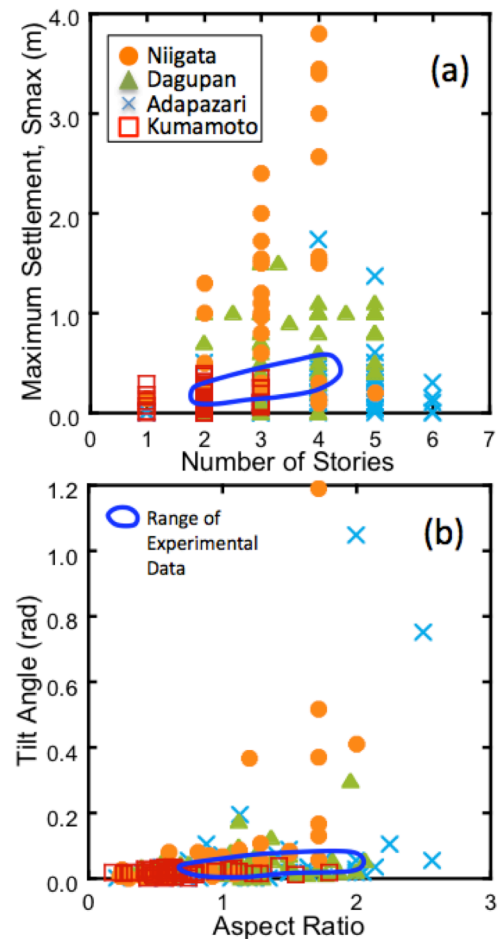 (a)
Niigata
Dagupan
Adapazari
Kumamoto
Maximum Settlement, Smax (m)
4.0
3.0
2.0
1.0
0.0
0 1 2 3 4 5 6 7
Number of Stories
(b)
Range of
Experimental
Data
Tilt Angle (rad)
1.2
1.0
0.8
0.6
0.4
0.2
0.0
0 1 2 3
Aspect Ratio